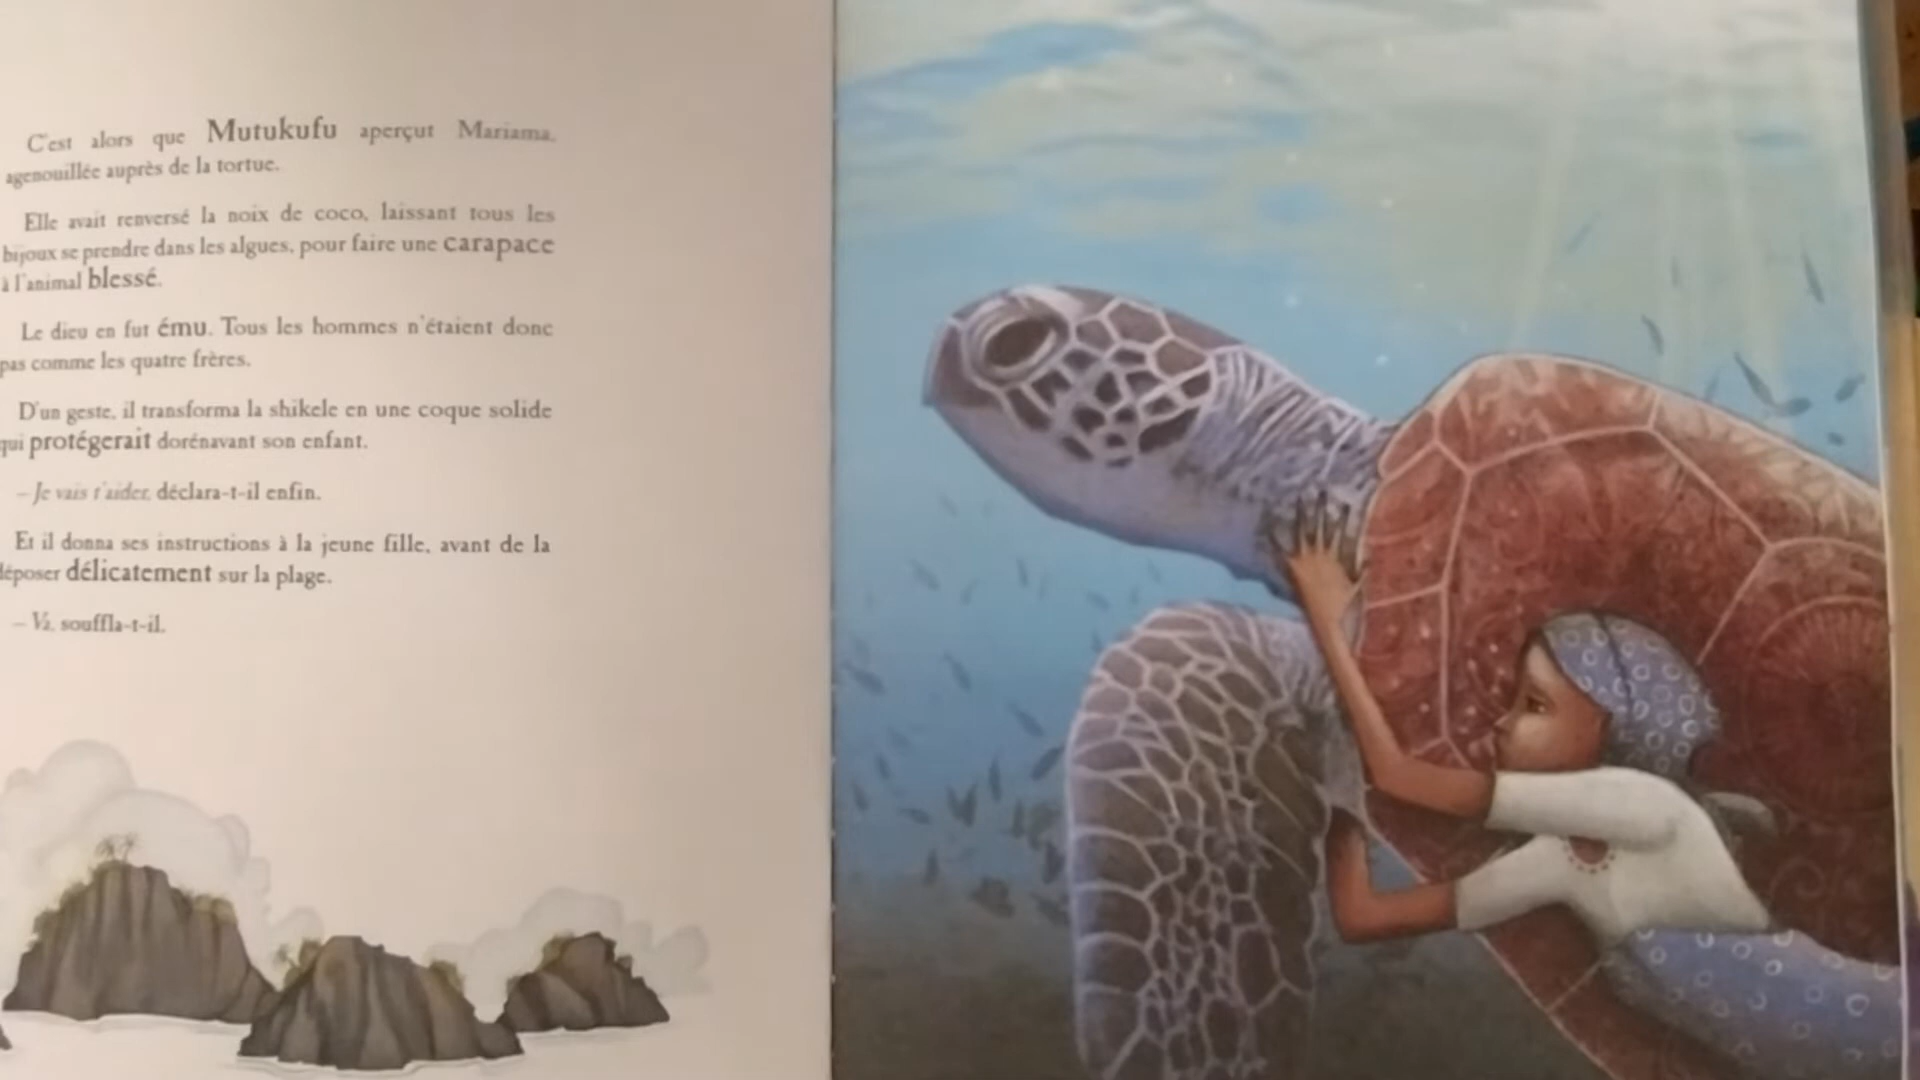 C'est alors que Mutukufu aperçut Mariama,
agenouillée auprès de la tortue.
Elle avait renversé la noix de coco, laissant tous les
bijoux se prendre dans les algues, pour faire une carapace
à l'animal blessé.
Le dieu en fut ému. Tous les hommes n'étaient donc
pas comme les quatre frères.
D'un geste, il transforma la shikele en une coque solide
qui protégerait dorénavant son enfant.
– Je vais t'aider, déclara-t-il enfin.
Et il donna ses instructions à la jeune fille, avant de la
déposer délicatement sur la plage.
– Va, souffla-t-il.